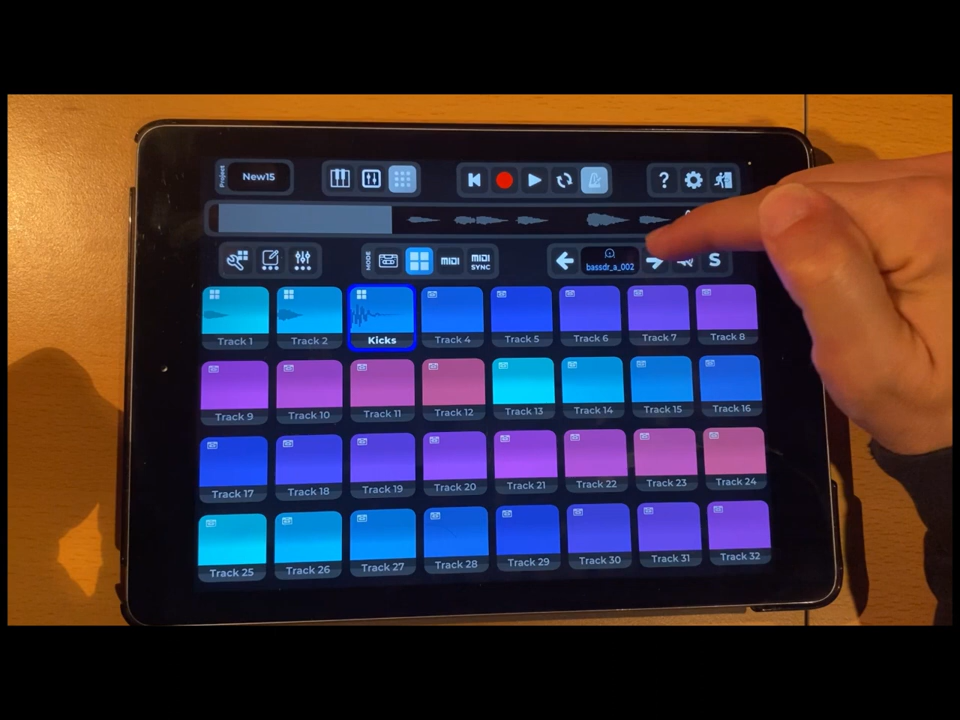 Project
New15
?
MODE
MIDI
MIDI SYNC
bassdr_a_002
S
Track 1
Track 2
Kicks
Track 4
Track 5
Track 6
Track 7
Track 8
Track 9
Track 10
Track 11
Track 12
Track 13
Track 14
Track 15
Track 16
Track 17
Track 18
Track 19
Track 20
Track 21
Track 22
Track 23
Track 24
Track 25
Track 26
Track 27
Track 28
Track 29
Track 30
Track 31
Track 32